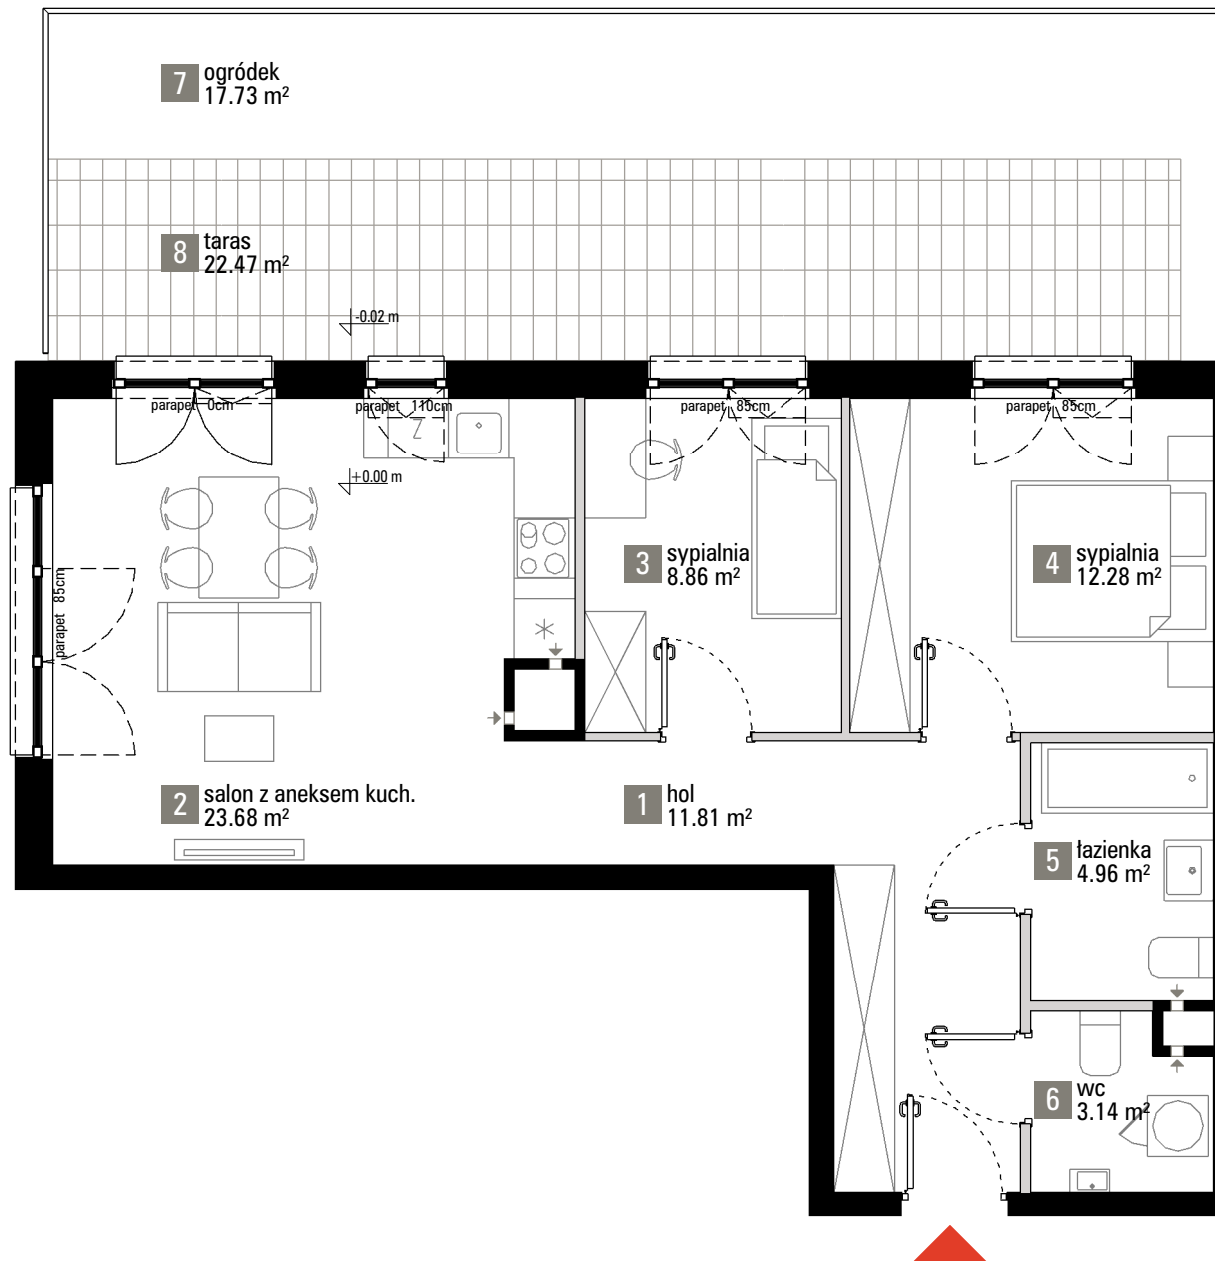 7 ogródek
17.73 m²
8 taras
22.47 m²
-0.02 m
parapet 0cm
parapet 110cm
parapet 85cm
parapet 85cm
Z
+0.00 m
parapet 85cm
3 sypialnia
8.86 m²
4 sypialnia
12.28 m²
2 salon z aneksem kuch.
23.68 m²
1 hol
11.81 m²
5 łazienka
4.96 m²
6 wc
3.14 m²